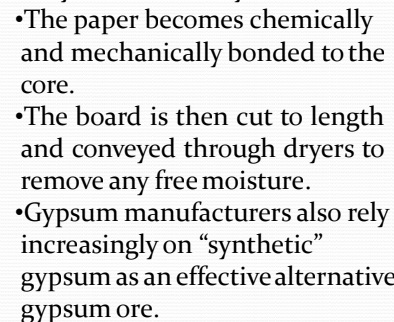 •The paper becomes chemically
and mechanically bonded to the
core.
•The board is then cut to length
and conveyed through dryers to
remove any free moisture.
•Gypsum manufacturers also rely
increasingly on “synthetic”
gypsum as an effective alternative
gypsum ore.